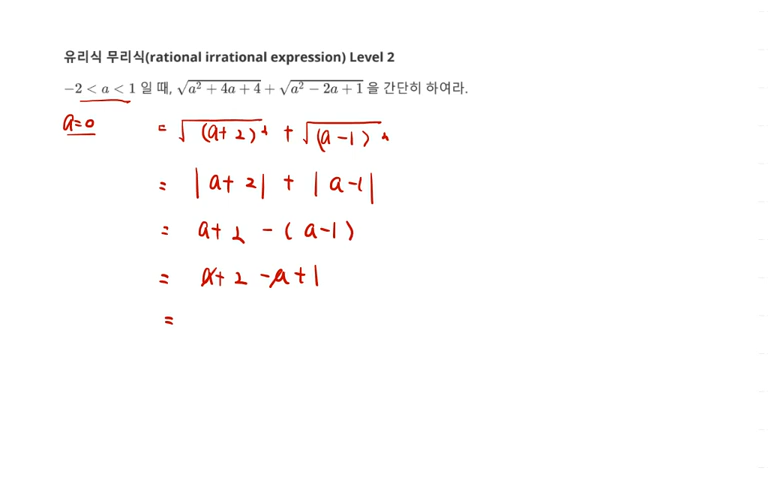 유리식 무리식(rational irrational expression) Level 2
−2 < a < 1 일 때, √(a² + 4a + 4) + √(a² − 2a + 1) 을 간단히 하여라.
a=0 = √(a+2)² + √(a-1)²
= |a+2| + |a-1|
= a+2 -(a-1)
= a+2 -a+1
=